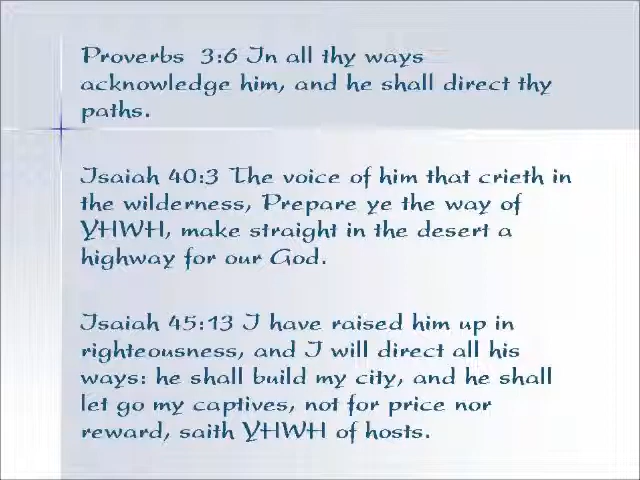 Proverbs 3:6 In all thy ways
acknowledge him, and he shall direct thy
paths.
Isaiah 40:3 The voice of him that crieth in
the wilderness, Prepare ye the way of
YHWH, make straight in the desert a
highway for our God.
Isaiah 45:13 I have raised him up in
righteousness, and I will direct all his
ways: he shall build my city, and he shall
let go my captives, not for price nor
reward, saith YHWH of hosts.